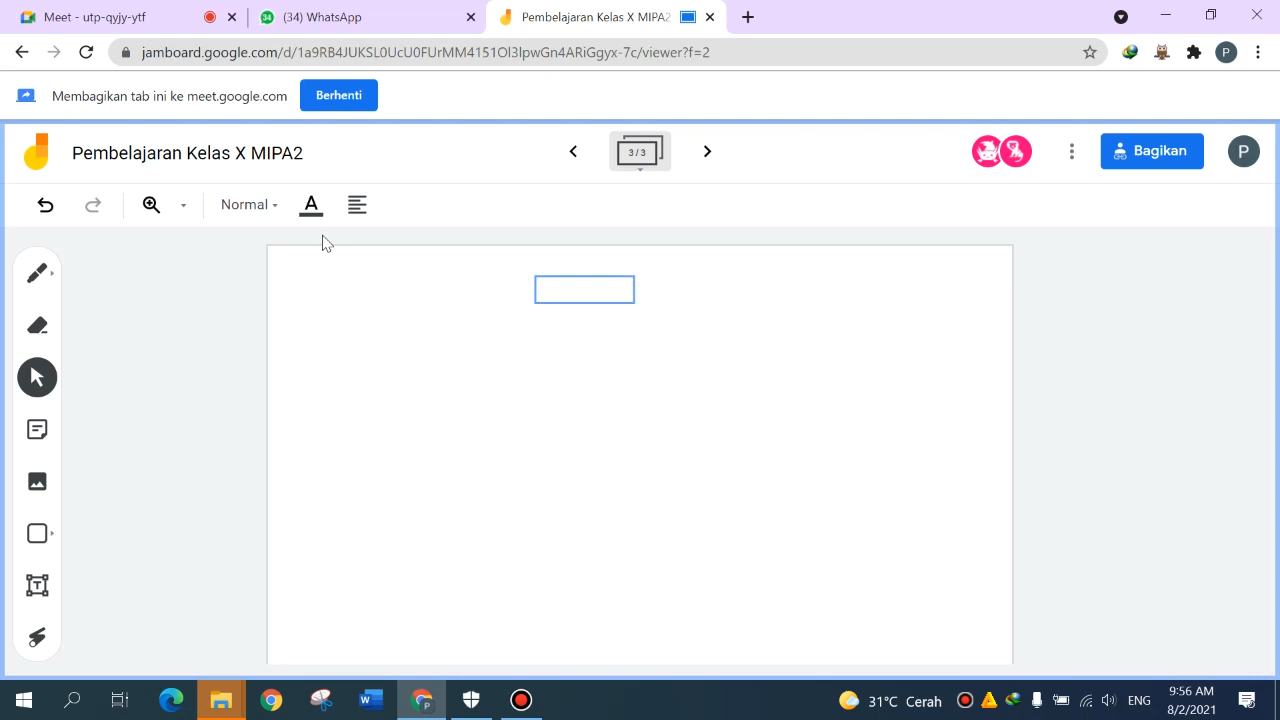 Meet - utp-qyjy-ytf
34
(34) WhatsApp
Pembelajaran Kelas X MIPA2
jamboard.google.com/d/1a9RB4JUKSL0UcU0FUrMM4151Ol3IpwGn4ARiGgyx-7c/viewer?f=2
P
Membagikan tab ini ke meet.google.com
Berhenti
Pembelajaran Kelas X MIPA2
3 / 3
Bagikan
P
Normal
A
T
P
W
31°C Cerah
ENG
9:56 AM
8/2/2021